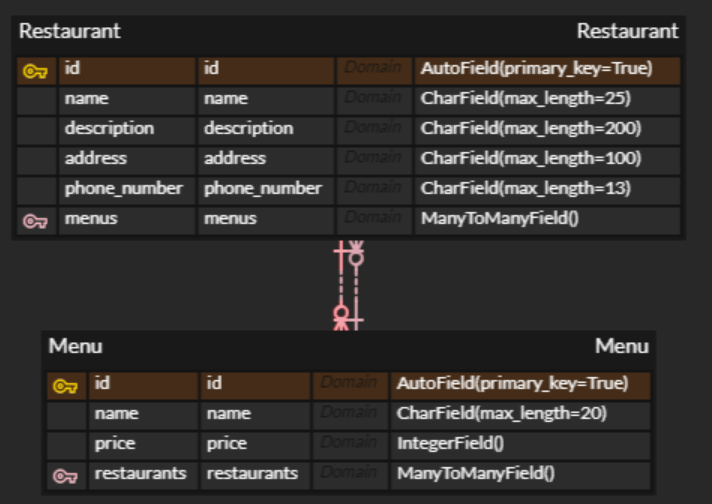 Restaurant Restaurant
id id Domain AutoField(primary_key=True)
name name Domain CharField(max_length=25)
description description Domain CharField(max_length=200)
address address Domain CharField(max_length=100)
phone_number phone_number Domain CharField(max_length=13)
menus menus Domain ManyToManyField()
Menu Menu
id id Domain AutoField(primary_key=True)
name name Domain CharField(max_length=20)
price price Domain IntegerField()
restaurants restaurants Domain ManyToManyField()